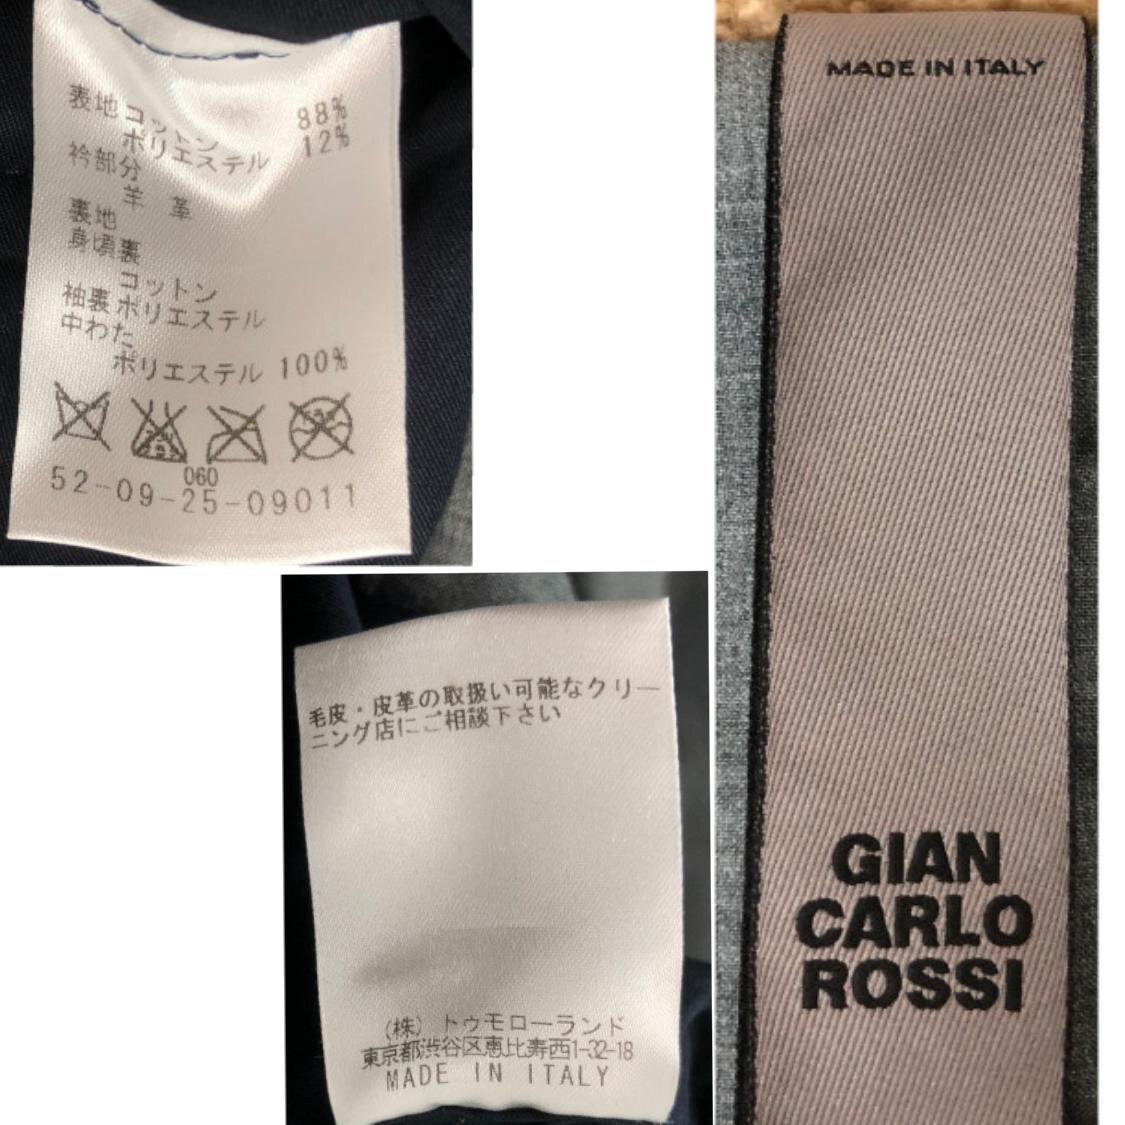 表地 コットン 88%
ポリエステル 12%
衿部分
羊 革
裏地
身頃裏
コットン
袖裏 ポリエステル
中わた
ポリエステル 100%
060
52-09-25-09011
毛皮・皮革の取扱い可能なクリー
ニング店にご相談下さい
(株) トゥモローランド
東京都渋谷区恵比寿西1-32-18
MADE IN ITALY
MADE IN ITALY
GIAN
CARLO
ROSSI